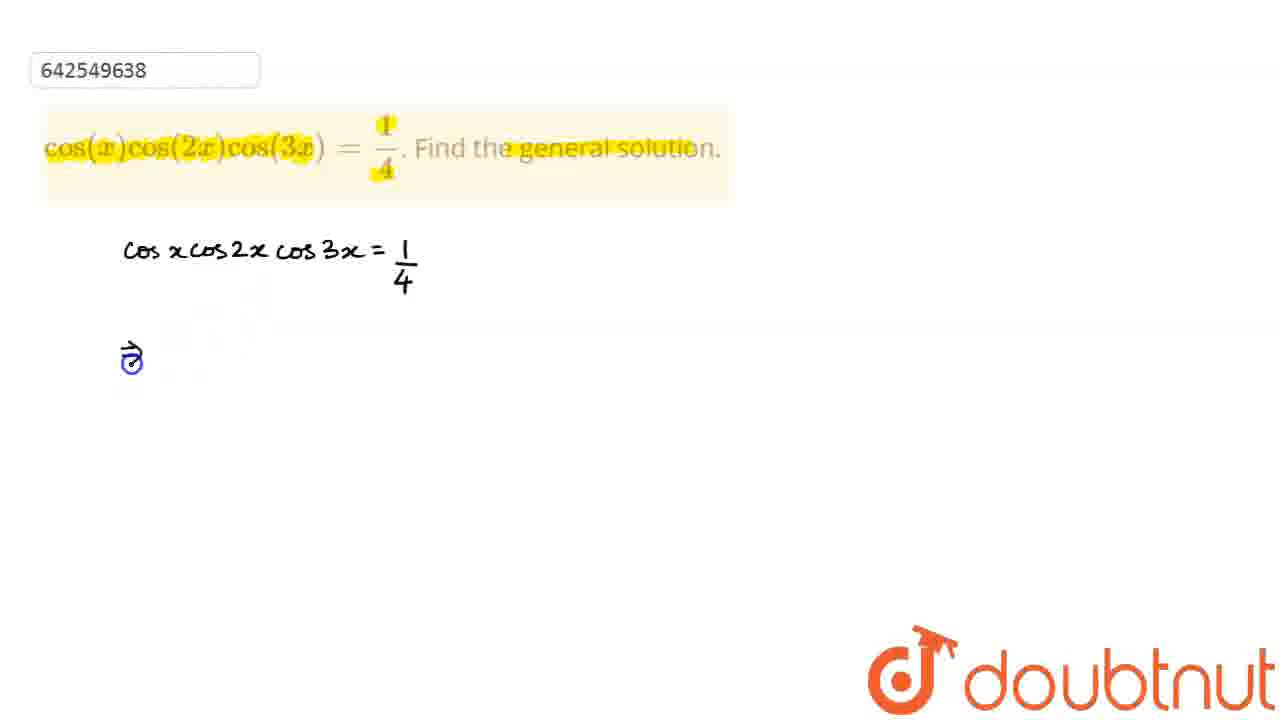 642549638
cos(x)cos(2x)cos(3x) = 1/4. Find the general solution.
cos x cos 2x cos 3x = 1/4
⇒
doubtnut